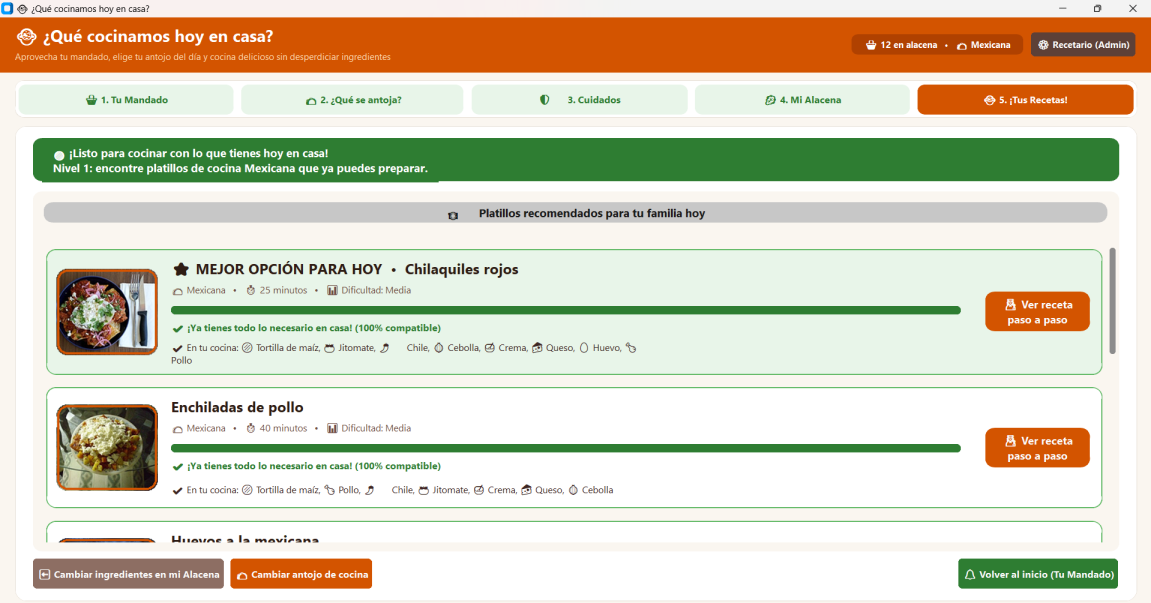 ¿Qué cocinamos hoy en casa?
¿Qué cocinamos hoy en casa?
Aprovecha tu mandado, elige tu antojo del día y cocina delicioso sin desperdiciar ingredientes
12 en alacena • Mexicana
Recetario (Admin)
1. Tu Mandado
2. ¿Qué se antoja?
3. Cuidados
4. Mi Alacena
5. ¡Tus Recetas!
¡Listo para cocinar con lo que tienes hoy en casa!
Nivel 1: encontre platillos de cocina Mexicana que ya puedes preparar.
Platillos recomendados para tu familia hoy
MEJOR OPCIÓN PARA HOY • Chilaquiles rojos
Mexicana • 25 minutos • Dificultad: Media
¡Ya tienes todo lo necesario en casa! (100% compatible)
En tu cocina: Tortilla de maíz, Jitomate, Chile, Cebolla, Crema, Queso, Huevo,
Pollo
Ver receta
paso a paso
Enchiladas de pollo
Mexicana • 40 minutos • Dificultad: Media
¡Ya tienes todo lo necesario en casa! (100% compatible)
En tu cocina: Tortilla de maíz, Pollo, Chile, Jitomate, Crema, Queso, Cebolla
Ver receta
paso a paso
Huevos a la mexicana
Cambiar ingredientes en mi Alacena
Cambiar antojo de cocina
Volver al inicio (Tu Mandado)